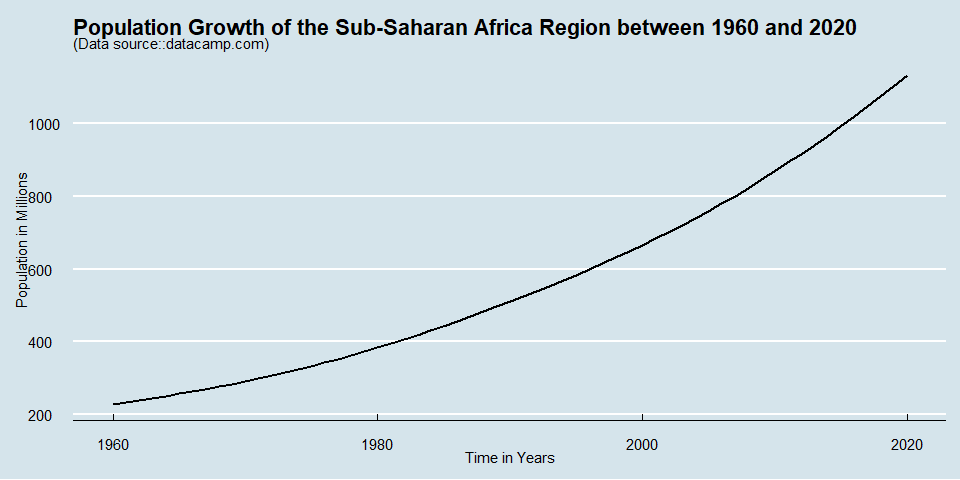 Population Growth of the Sub-Saharan Africa Region between 1960 and 2020
(Data source::datacamp.com)
Population in Millions
1000
800
600
400
200
1960 1980 2000 2020
Time in Years